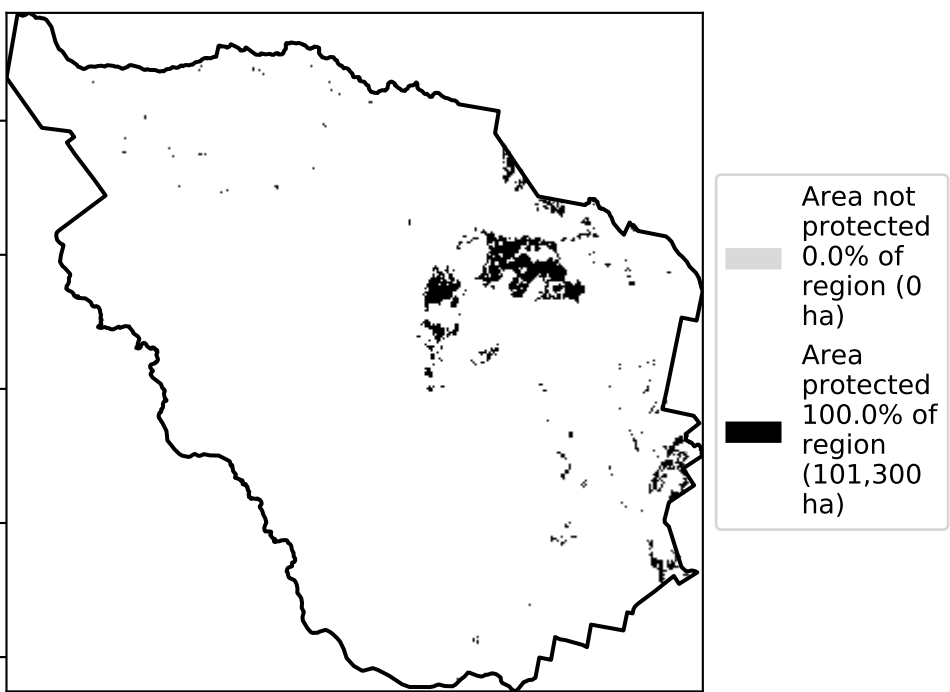 Area not
protected
0.0% of
region (0
ha)
Area
protected
100.0% of
region
(101,300
ha)